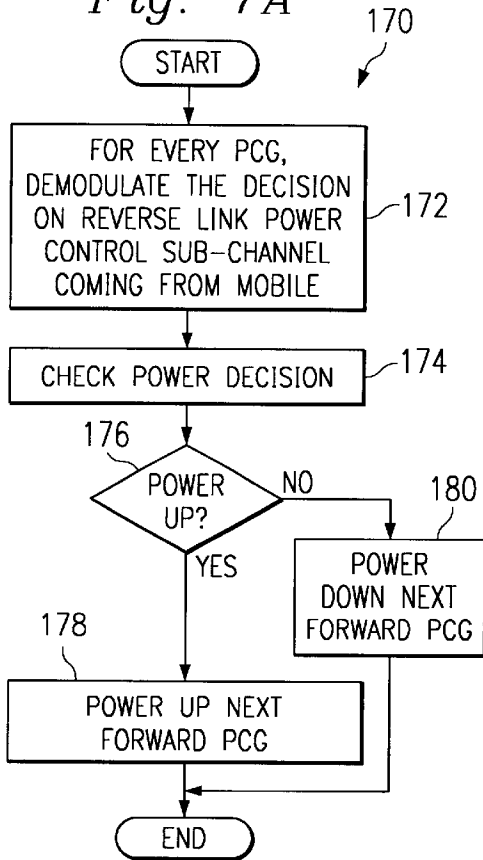 Fig. 7A
170
START
FOR EVERY PCG,
DEMODULATE THE DECISION
ON REVERSE LINK POWER
CONTROL SUB-CHANNEL
COMING FROM MOBILE
172
CHECK POWER DECISION
174
176
POWER
UP?
NO
YES
180
POWER
DOWN NEXT
FORWARD PCG
178
POWER UP NEXT
FORWARD PCG
END